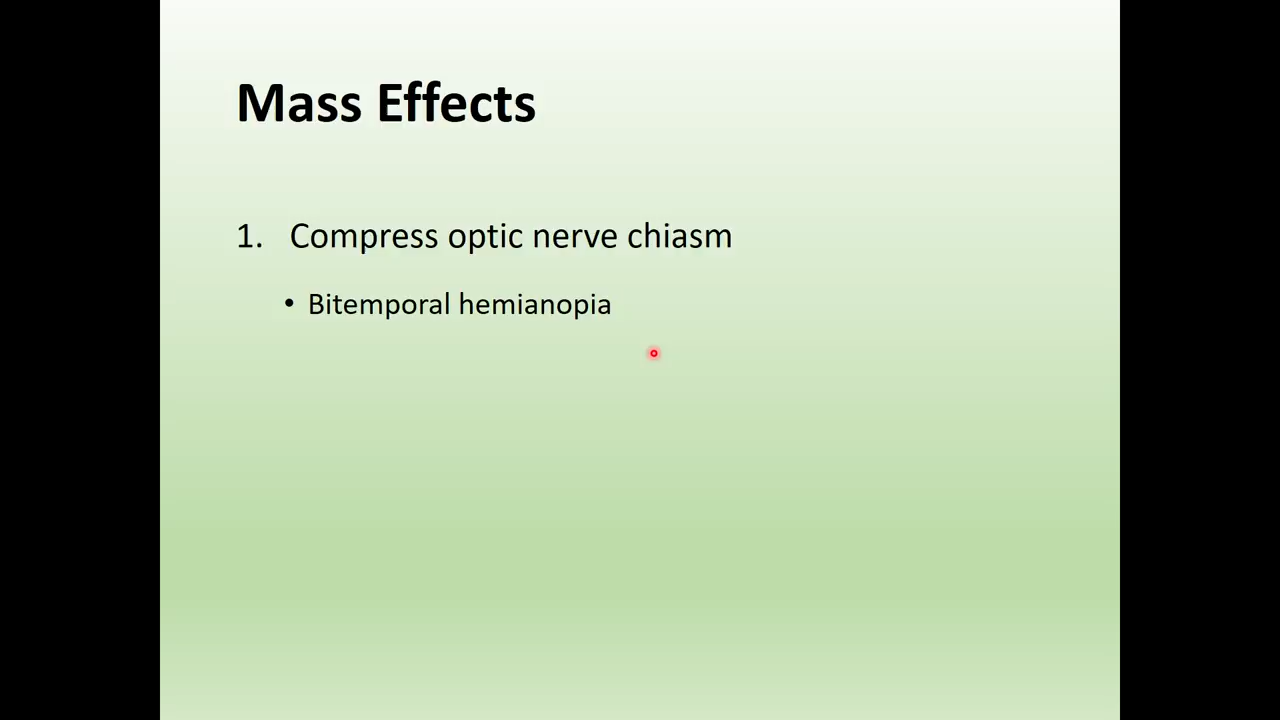 Mass Effects
1. Compress optic nerve chiasm
• Bitemporal hemianopia